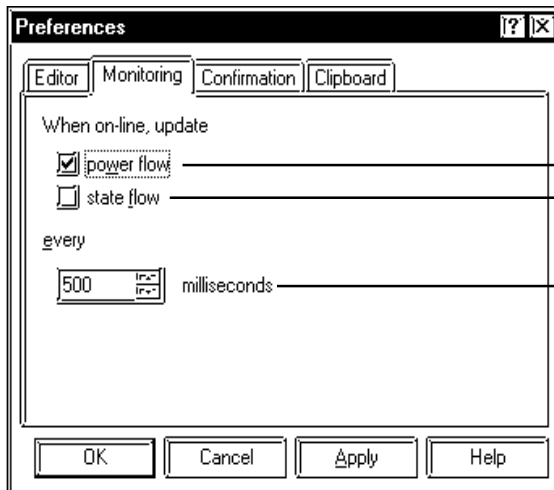 Preferences
Editor Monitoring Confirmation Clipboard
When on-line, update
power flow
state flow
every
500 milliseconds
OK Cancel Apply Help